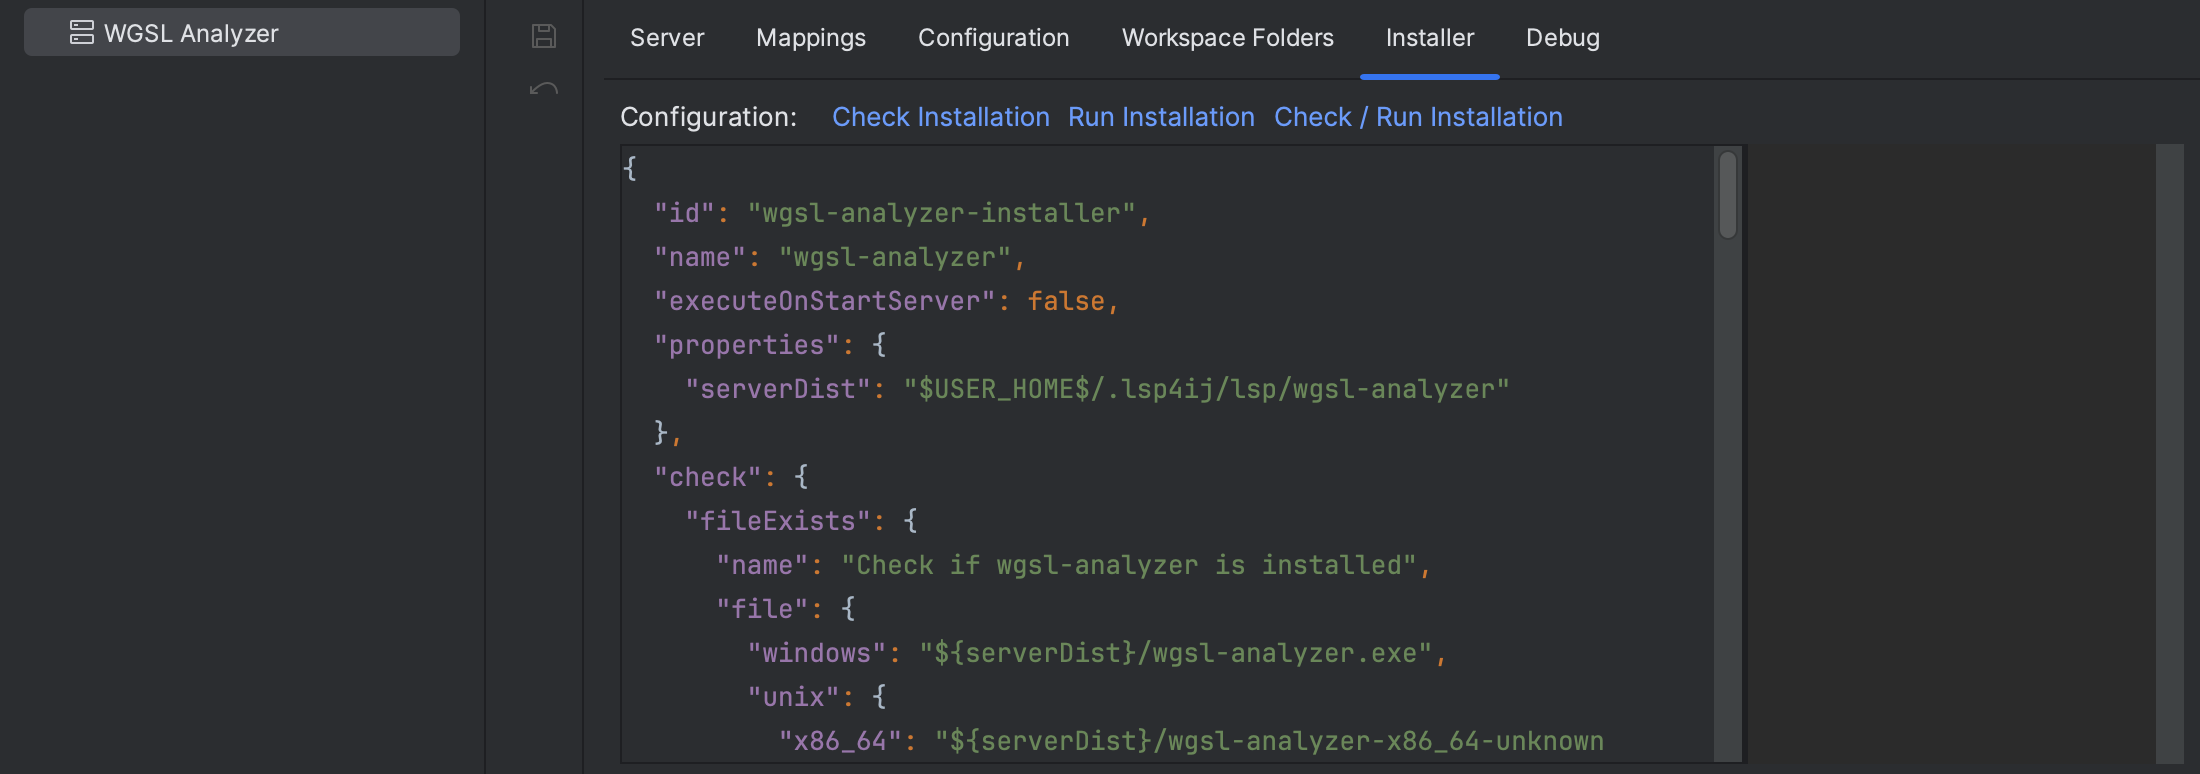 WGSL Analyzer
Server Mappings Configuration Workspace Folders Installer Debug
Configuration: Check Installation Run Installation Check / Run Installation
{
"id": "wgsl-analyzer-installer",
"name": "wgsl-analyzer",
"executeOnStartServer": false,
"properties": {
"serverDist": "$USER_HOME$/.lsp4ij/lsp/wgsl-analyzer"
},
"check": {
"fileExists": {
"name": "Check if wgsl-analyzer is installed",
"file": {
"windows": "${serverDist}/wgsl-analyzer.exe",
"unix": {
"x86_64": "${serverDist}/wgsl-analyzer-x86_64-unknown